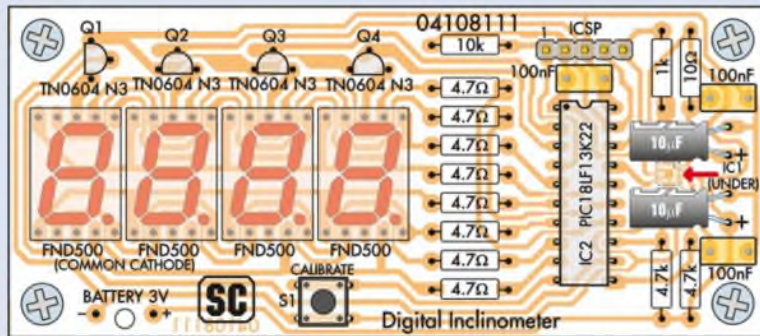 04108111
Q1
Q2
Q3
Q4
ICSP
1
10k
TN0604 N3
TN0604 N3
TN0604 N3
TN0604 N3
100nF
1k
10Ω
100nF
4.7Ω
4.7Ω
4.7Ω
4.7Ω
4.7Ω
4.7Ω
4.7Ω
4.7Ω
IC2 PIC18LF13K22
10µF
+
IC1
(UNDER)
10µF
+
FND500
FND500
FND500
FND500
(COMMON CATHODE)
4.7k
4.7k
100nF
BATTERY 3V
- +
SC
CALIBRATE
S1
04108111
Digital Inclinometer